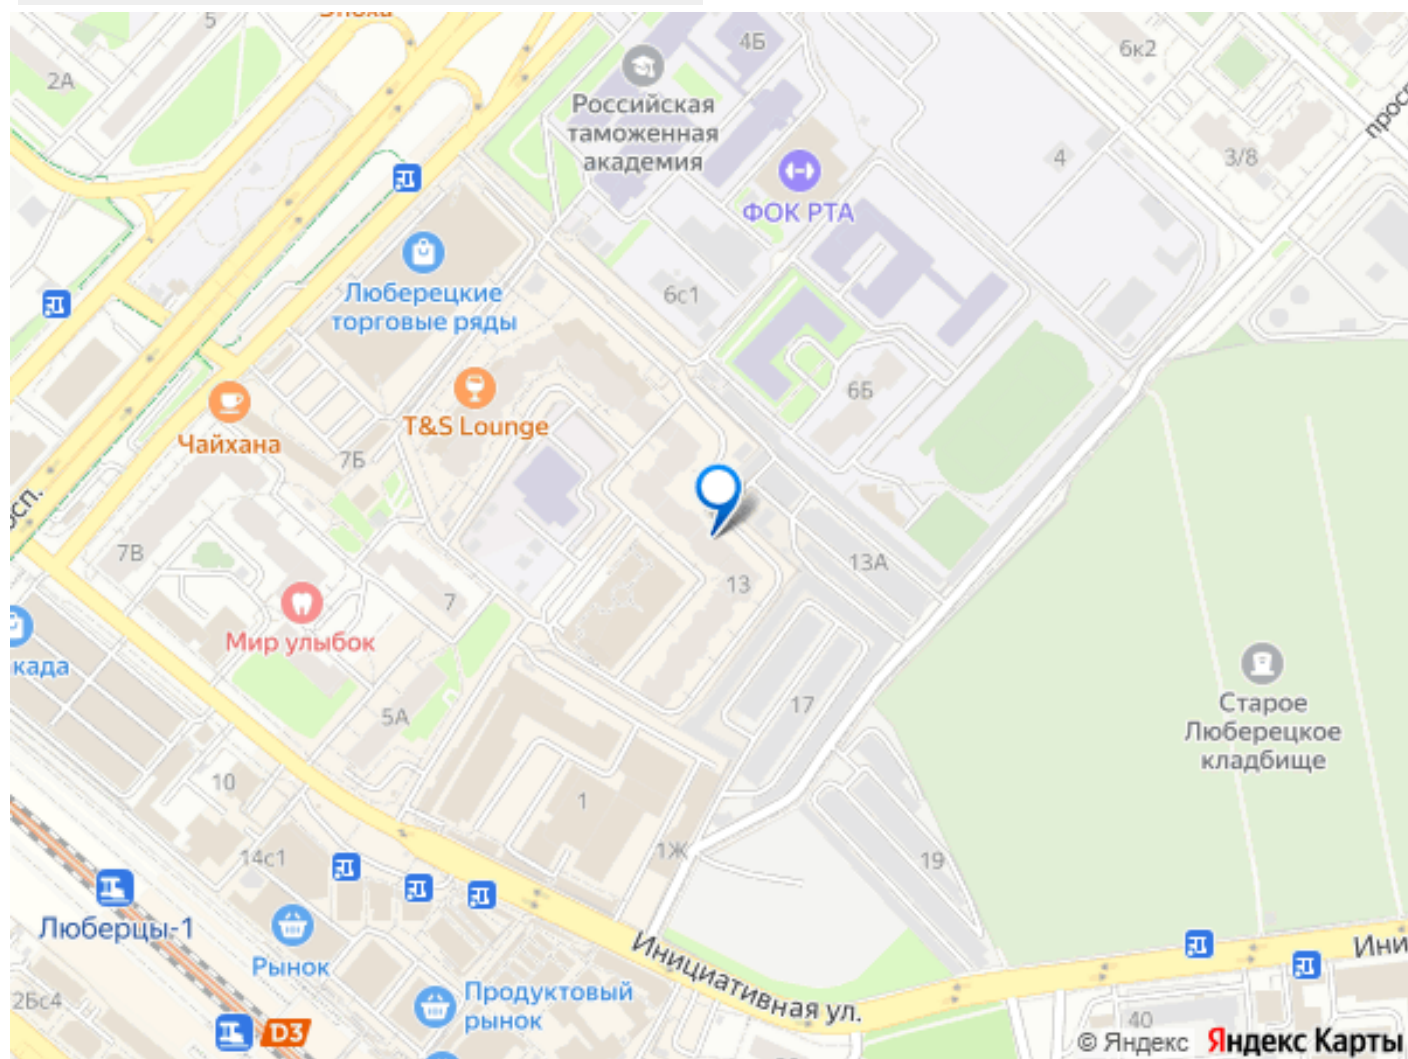 5
4Б
6к2
2А
Российская
таможенная
академия
ФОК РТА
4
3/8
Люберецкие
торговые ряды
6с1
6Б
T&S Lounge
Чайхана
7Б
7В
13А
13
7
Мир улыбок
када
5А
17
Старое
Люберецкое
кладбище
10
1
1Ж
14с1
19
Люберцы-1
Рынок
Инициативная ул.
Ини
2Бс4
Продуктовый
рынок
D3
40
© Яндекс Яндекс Карты